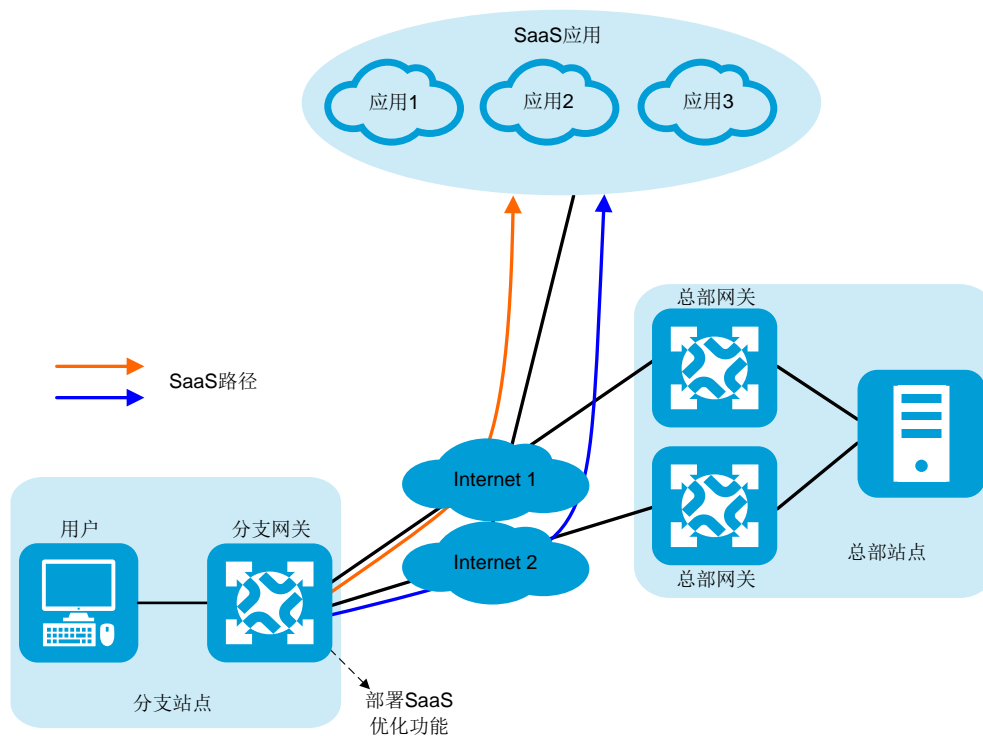 SaaS应用
应用1
应用2
应用3
总部网关
SaaS路径
Internet 1
Internet 2
用户
分支网关
总部站点
总部网关
分支站点
部署SaaS
优化功能